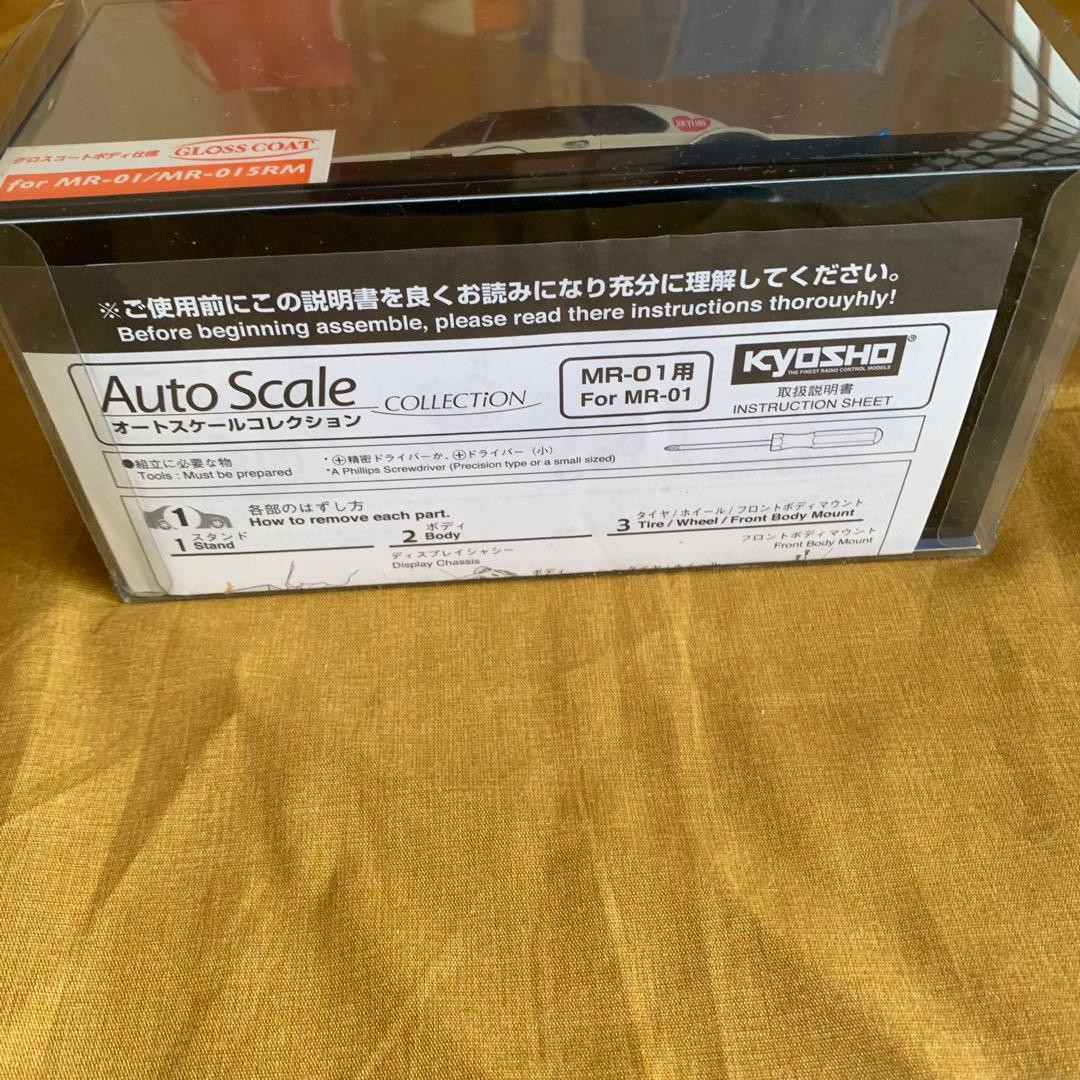 SKYLINE
グロスコートボディ仕様 GLOSS COAT
for MR-01/MR-015RM
※ご使用前にこの説明書を良くお読みになり充分に理解してください。
Before beginning assemble, please read there instructions thorouyhly!
Auto Scale COLLECTiON
オートスケールコレクション
MR-01用
For MR-01
KYOSHO®
THE FINEST RADIO CONTROL MODELS
取扱説明書
INSTRUCTION SHEET
●組立に必要な物
Tools : Must be prepared
・⊕精密ドライバーか、⊕ドライバー（小）
*A Phillips Screwdriver (Precision type or a small sized)
1 各部のはずし方
How to remove each part.
1 スタンド
Stand
2 ボディ
Body
3 タイヤ/ホイール/フロントボディマウント
Tire / Wheel / Front Body Mount
ディスプレイシャシー
Display Chassis
ボディ
フロントボディマウント
Front Body Mount